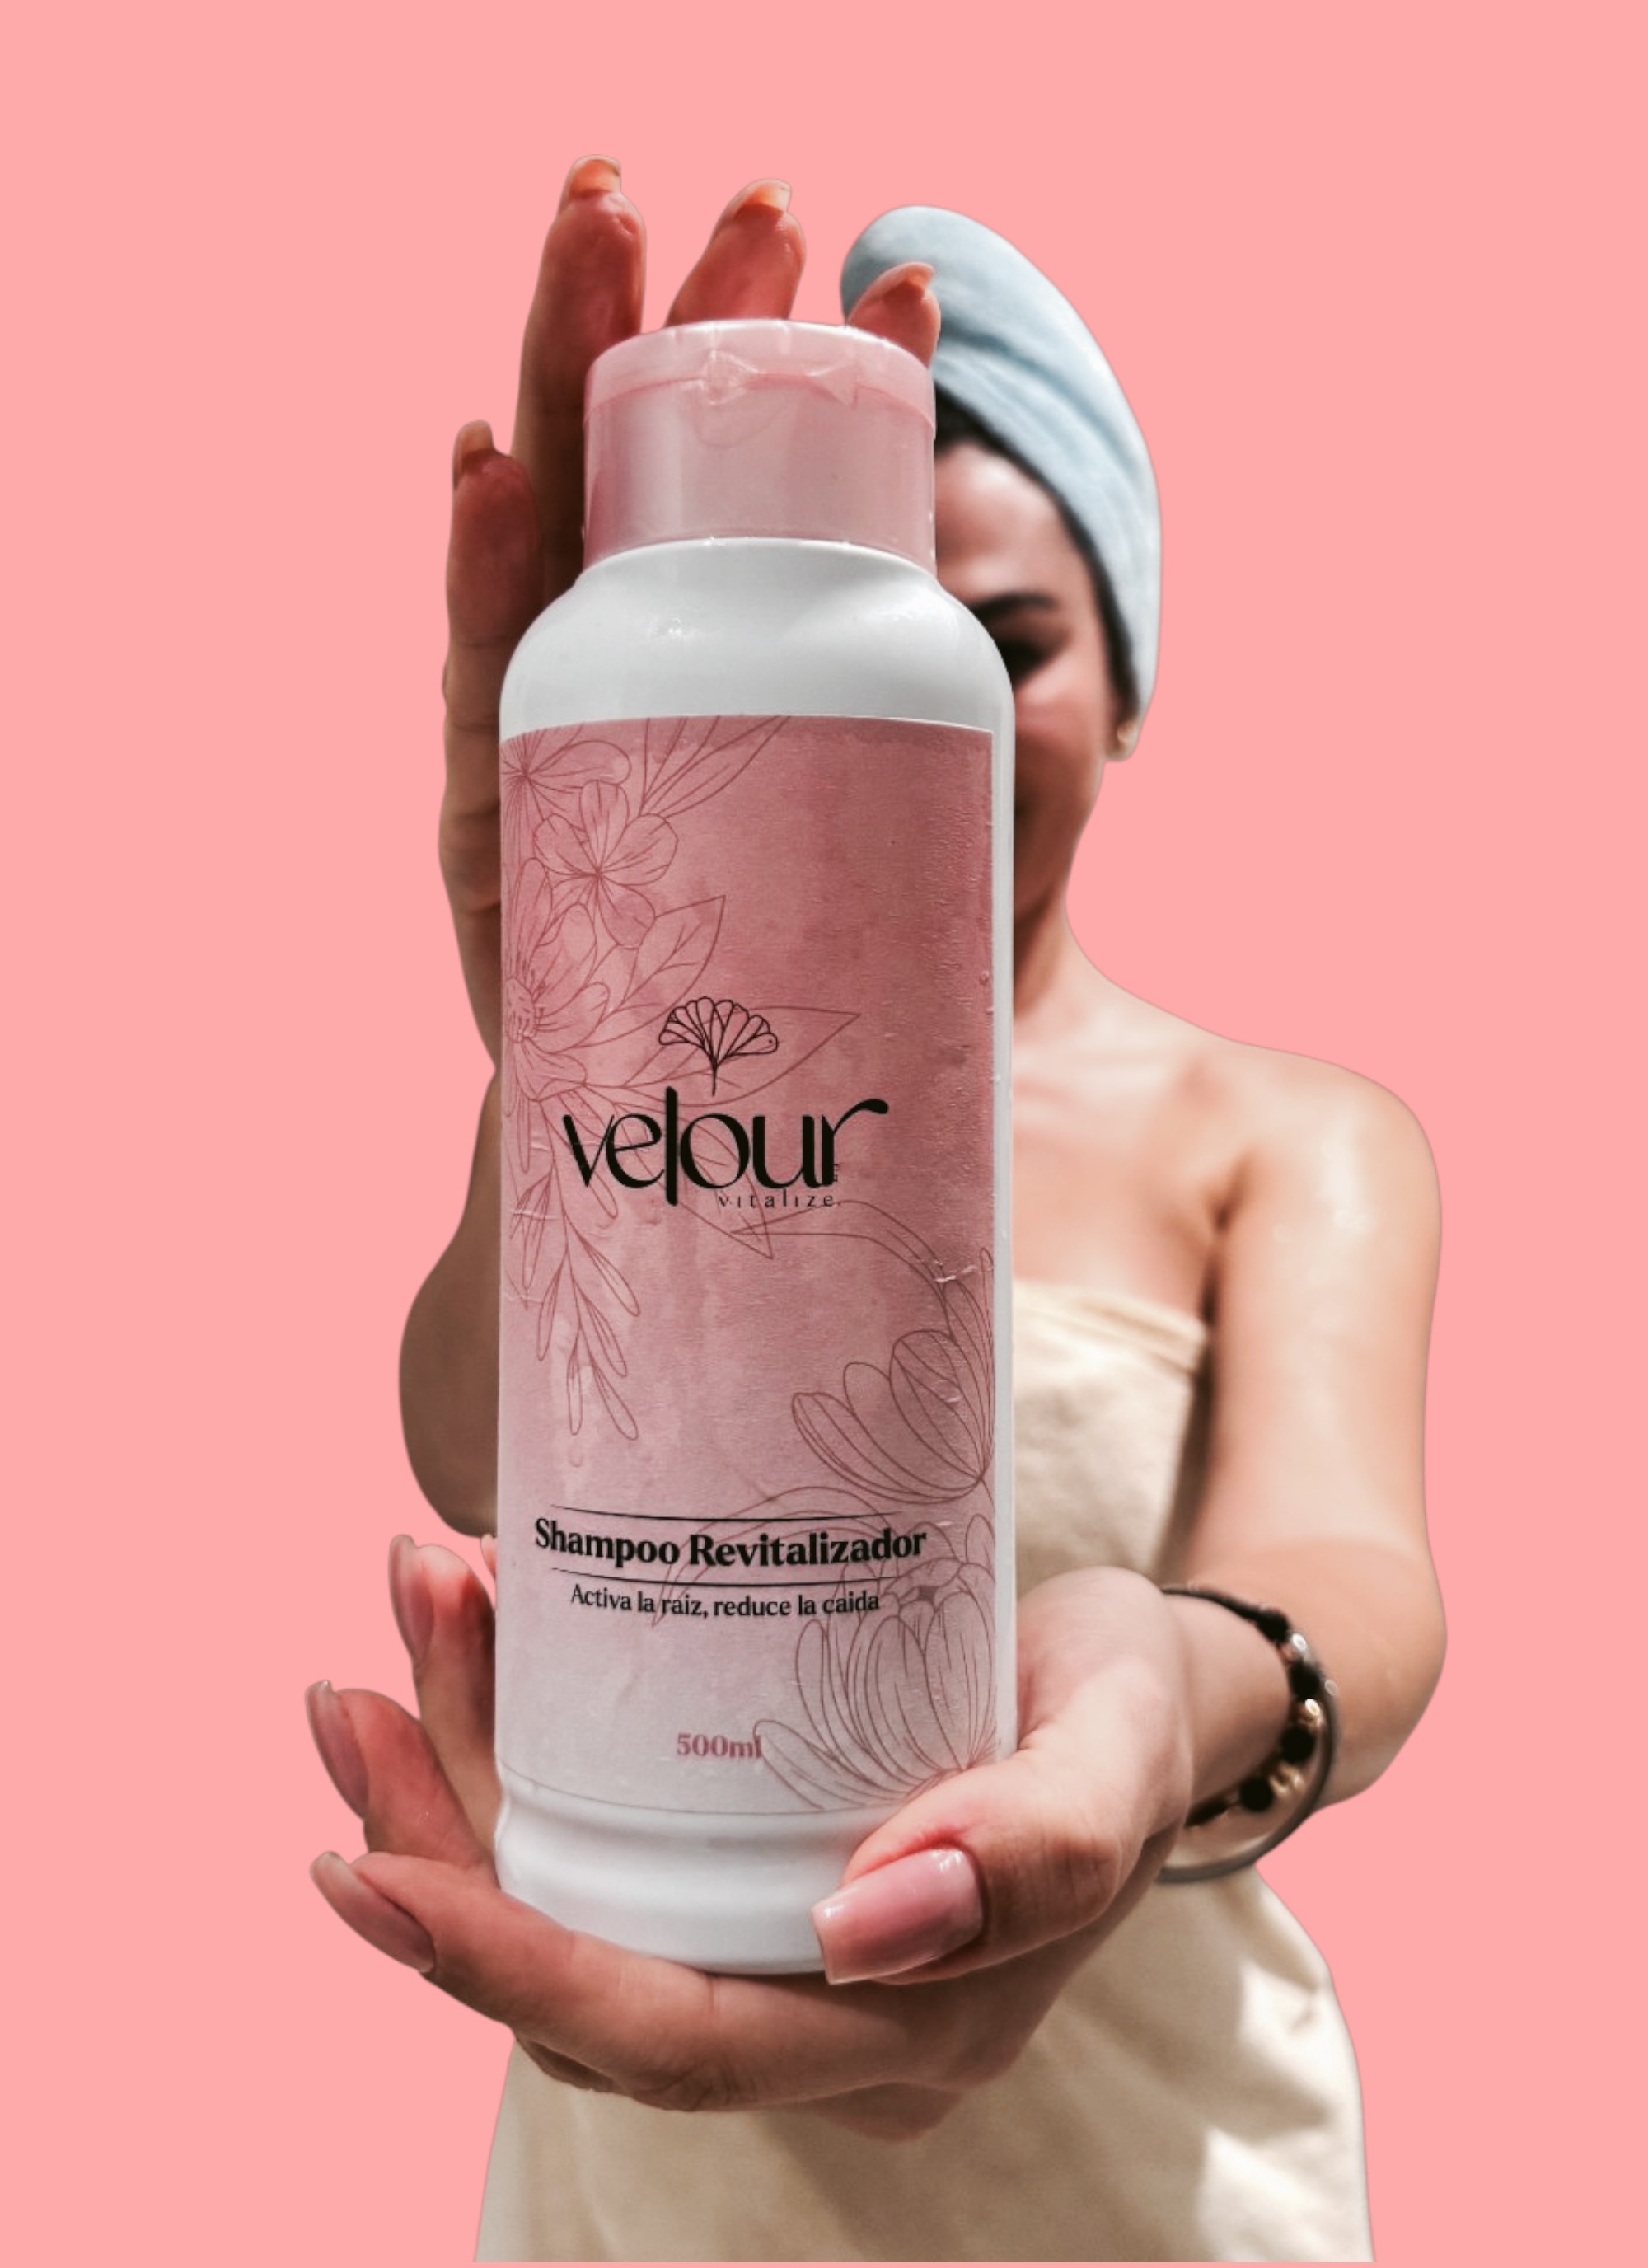 velour
vitalize
Shampoo Revitalizador
Activa la raiz, reduce la caida
500ml